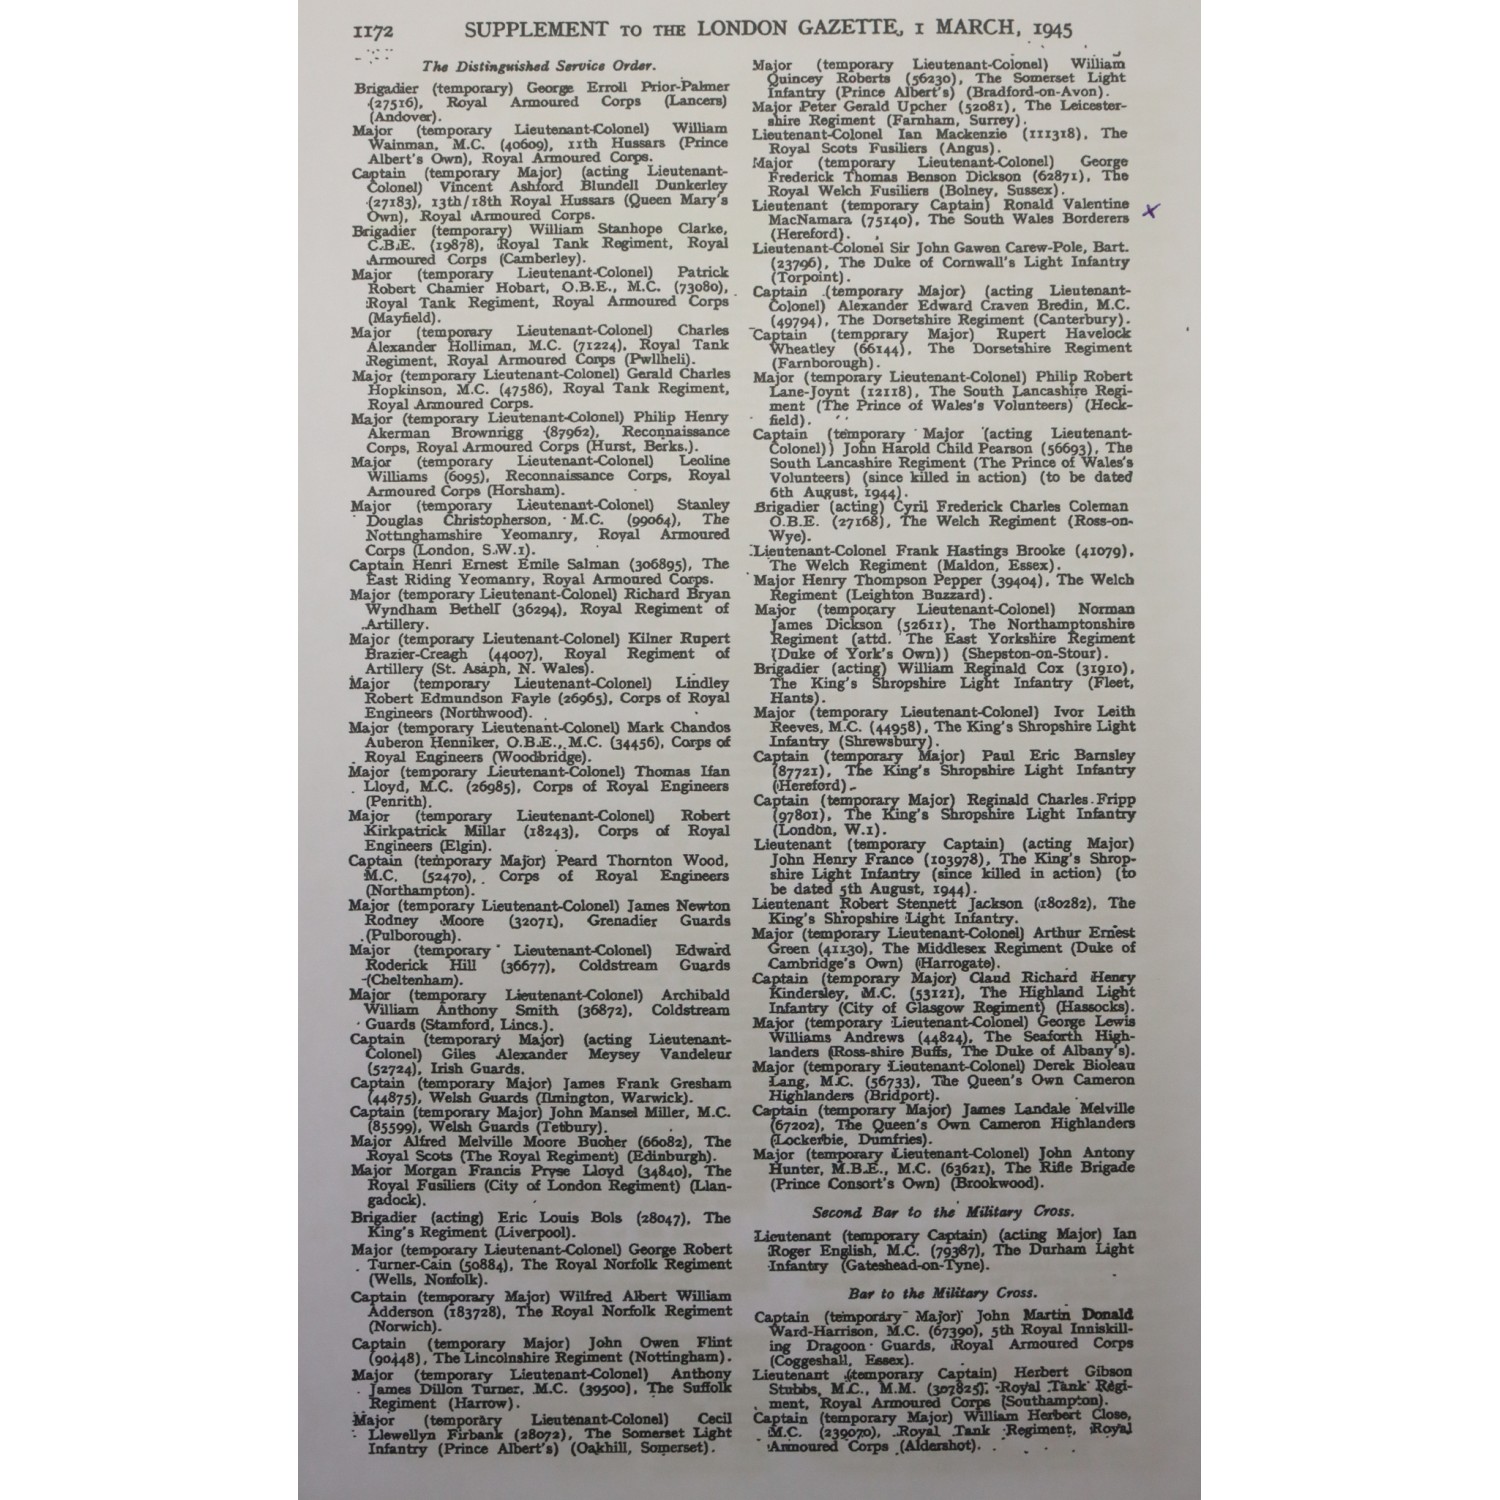 1172
SUPPLEMENT TO THE LONDON GAZETTE, 1 MARCH, 1945
The Distinguished Service Order.
Brigadier (temporary) George Erroll Prior-Palmer
(27516), Royal Armoured Corps (Lancers)
(Andover).
Major (temporary Lieutenant-Colonel) William
Wainman, M.C. (40609), 11th Hussars (Prince
Albert's Own), Royal Armoured Corps.
Captain (temporary Major) (acting Lieutenant-
Colonel) Vincent Ashford Blundell Dunkerley
(27183), 13th/18th Royal Hussars (Queen Mary's
Own), Royal Armoured Corps.
Brigadier (temporary) William Stanhope Clarke,
C.B.E. (19878), Royal Tank Regiment, Royal
Armoured Corps (Camberley).
Major (temporary Lieutenant-Colonel) Patrick
Robert Chamier Hobart, O.B.E., M.C. (73080),
Royal Tank Regiment, Royal Armoured Corps
(Mayfield).
Major (temporary Lieutenant-Colonel) Charles
Alexander Holliman, M.C. (71224), Royal Tank
Regiment, Royal Armoured Corps (Pwllheli).
Major (temporary Lieutenant-Colonel) Gerald Charles
Hopkinson, M.C. (47586), Royal Tank Regiment,
Royal Armoured Corps.
Major (temporary Lieutenant-Colonel) Philip Henry
Akerman Brownrigg (87962), Reconnaissance
Corps, Royal Armoured Corps (Hurst, Berks.).
Major (temporary Lieutenant-Colonel) Leoline
Williams (6095), Reconnaissance Corps, Royal
Armoured Corps (Horsham).
Major (temporary Lieutenant-Colonel) Stanley
Douglas Christopherson, M.C. (99064), The
Nottinghamshire Yeomanry, Royal Armoured
Corps (London, S.W.1).
Captain Henri Ernest Emile Salman (306895), The
East Riding Yeomanry, Royal Armoured Corps.
Major (temporary Lieutenant-Colonel) Richard Bryan
Wyndham Bethell (36294), Royal Regiment of
Artillery.
Major (temporary Lieutenant-Colonel) Kilner Rupert
Brazier-Creagh (44007), Royal Regiment of
Artillery (St. Asaph, N. Wales).
Major (temporary Lieutenant-Colonel) Lindley
Robert Edmundson Fayle (26965), Corps of Royal
Engineers (Northwood).
Major (temporary Lieutenant-Colonel) Mark Chandos
Auberon Henniker, O.B.E., M.C. (34456), Corps of
Royal Engineers (Woodbridge).
Major (temporary Lieutenant-Colonel) Thomas Ifan
Lloyd, M.C. (26985), Corps of Royal Engineers
(Penrith).
Major (temporary Lieutenant-Colonel) Robert
Kirkpatrick Millar (18243), Corps of Royal
Engineers (Elgin).
Captain (temporary Major) Peard Thornton Wood,
M.C. (52470), Corps of Royal Engineers
(Northampton).
Major (temporary Lieutenant-Colonel) James Newton
Rodney Moore (32071), Grenadier Guards
(Pulborough).
Major (temporary Lieutenant-Colonel) Edward
Roderick Hill (36677), Coldstream Guards
(Cheltenham).
Major (temporary Lieutenant-Colonel) Archibald
William Anthony Smith (36872), Coldstream
Guards (Stamford, Lincs.).
Captain (temporary Major) (acting Lieutenant-
Colonel) Giles Alexander Meysey Vandeleur
(52724), Irish Guards.
Captain (temporary Major) James Frank Gresham
(44875), Welsh Guards (Ilmington, Warwick).
Captain (temporary Major) John Mansel Miller, M.C.
(85599), Welsh Guards (Tetbury).
Major Alfred Melville Moore Bucher (66082), The
Royal Scots (The Royal Regiment) (Edinburgh).
Major Morgan Francis Pryse Lloyd (34840), The
Royal Fusiliers (City of London Regiment) (Llan-
gadock).
Brigadier (acting) Eric Louis Bols (28047), The
King's Regiment (Liverpool).
Major (temporary Lieutenant-Colonel) George Robert
Turner-Cain (50884), The Royal Norfolk Regiment
(Wells, Norfolk).
Captain (temporary Major) Wilfred Albert William
Adderson (183728), The Royal Norfolk Regiment
(Norwich).
Captain (temporary Major) John Owen Flint
(90448), The Lincolnshire Regiment (Nottingham).
Major (temporary Lieutenant-Colonel) Anthony
James Dillon Turner, M.C. (39500), The Suffolk
Regiment (Harrow).
Major (temporary Lieutenant-Colonel) Cecil
Llewellyn Firbank (28072), The Somerset Light
Infantry (Prince Albert's) (Oakhill, Somerset).
Major (temporary Lieutenant-Colonel) William
Quincey Roberts (56230), The Somerset Light
Infantry (Prince Albert's) (Bradford-on-Avon).
Major Peter Gerald Upcher (52081), The Leicester-
shire Regiment (Farnham, Surrey).
Lieutenant-Colonel Ian Mackenzie (111318), The
Royal Scots Fusiliers (Angus).
Major (temporary Lieutenant-Colonel) George
Frederick Thomas Benson Dickson (62871), The
Royal Welch Fusiliers (Bolney, Sussex).
Lieutenant (temporary Captain) Ronald Valentine
MacNamara (75140), The South Wales Borderers
(Hereford).
Lieutenant-Colonel Sir John Gawen Carew-Pole, Bart.
(23796), The Duke of Cornwall's Light Infantry
(Torpoint).
Captain (temporary Major) (acting Lieutenant-
Colonel) Alexander Edward Craven Bredin, M.C.
(49794), The Dorsetshire Regiment (Canterbury).
Captain (temporary Major) Rupert Havelock
Wheatley (66144), The Dorsetshire Regiment
(Farnborough).
Major (temporary Lieutenant-Colonel) Philip Robert
Lane-Joynt (12118), The South Lancashire Regi-
ment (The Prince of Wales's Volunteers) (Heck-
field).
Captain (temporary Major (acting Lieutenant-
Colonel)) John Harold Child Pearson (56693), The
South Lancashire Regiment (The Prince of Wales's
Volunteers) (since killed in action) (to be dated
6th August, 1944).
Brigadier (acting) Cyril Frederick Charles Coleman
O.B.E. (27168), The Welch Regiment (Ross-on-
Wye).
Lieutenant-Colonel Frank Hastings Brooke (41079),
The Welch Regiment (Maldon, Essex).
Major Henry Thompson Pepper (39404), The Welch
Regiment (Leighton Buzzard).
Major (temporary Lieutenant-Colonel) Norman
James Dickson (52611), The Northamptonshire
Regiment (attd. The East Yorkshire Regiment
(Duke of York's Own)) (Shepston-on-Stour).
Brigadier (acting) William Reginald Cox (31910),
The King's Shropshire Light Infantry (Fleet,
Hants).
Major (temporary Lieutenant-Colonel) Ivor Leith
Reeves, M.C. (44958), The King's Shropshire Light
Infantry (Shrewsbury).
Captain (temporary Major) Paul Eric Barnsley
(87721), The King's Shropshire Light Infantry
(Hereford).
Captain (temporary Major) Reginald Charles Fripp
(97801), The King's Shropshire Light Infantry
(London, W.1).
Lieutenant (temporary Captain) (acting Major)
John Henry France (103978), The King's Shrop-
shire Light Infantry (since killed in action) (to
be dated 5th August, 1944).
Lieutenant Robert Stennett Jackson (180282), The
King's Shropshire Light Infantry.
Major (temporary Lieutenant-Colonel) Arthur Ernest
Green (41130), The Middlesex Regiment (Duke of
Cambridge's Own) (Harrogate).
Captain (temporary Major) Claud Richard Henry
Kindersley, M.C. (53121), The Highland Light
Infantry (City of Glasgow Regiment) (Hassocks).
Major (temporary Lieutenant-Colonel) George Lewis
Williams Andrews (44824), The Seaforth High-
landers (Ross-shire Buffs, The Duke of Albany's).
Major (temporary Lieutenant-Colonel) Derek Bioleau
Lang, M.C. (56733), The Queen's Own Cameron
Highlanders (Bridport).
Captain (temporary Major) James Landale Melville
(67202), The Queen's Own Cameron Highlanders
(Lockerbie, Dumfries).
Major (temporary Lieutenant-Colonel) John Antony
Hunter, M.B.E., M.C. (63621), The Rifle Brigade
(Prince Consort's Own) (Brookwood).
Second Bar to the Military Cross.
Lieutenant (temporary Captain) (acting Major) Ian
Roger English, M.C. (79387), The Durham Light
Infantry (Gateshead-on-Tyne).
Bar to the Military Cross.
Captain (temporary Major) John Martin Donald
Ward-Harrison, M.C. (67390), 5th Royal Inniskill-
ing Dragoon Guards, Royal Armoured Corps
(Coggeshall, Essex).
Lieutenant (temporary Captain) Herbert Gibson
Stubbs, M.C., M.M. (307825), Royal Tank Regi-
ment, Royal Armoured Corps (Southampton).
Captain (temporary Major) William Herbert Close,
M.C. (239070), Royal Tank Regiment, Royal
Armoured Corps (Aldershot).